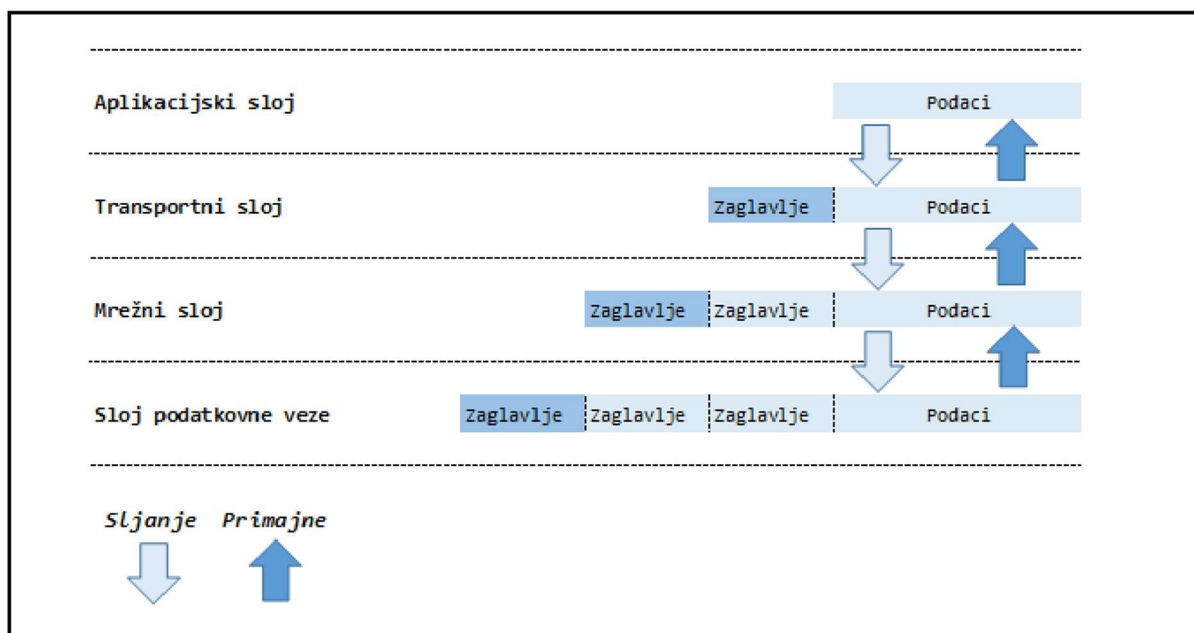 Aplikacijski sloj Podaci
Transportni sloj Zaglavlje Podaci
Mrežni sloj Zaglavlje Zaglavlje Podaci
Sloj podatkovne veze Zaglavlje Zaglavlje Zaglavlje Podaci
Sljanje Primajne